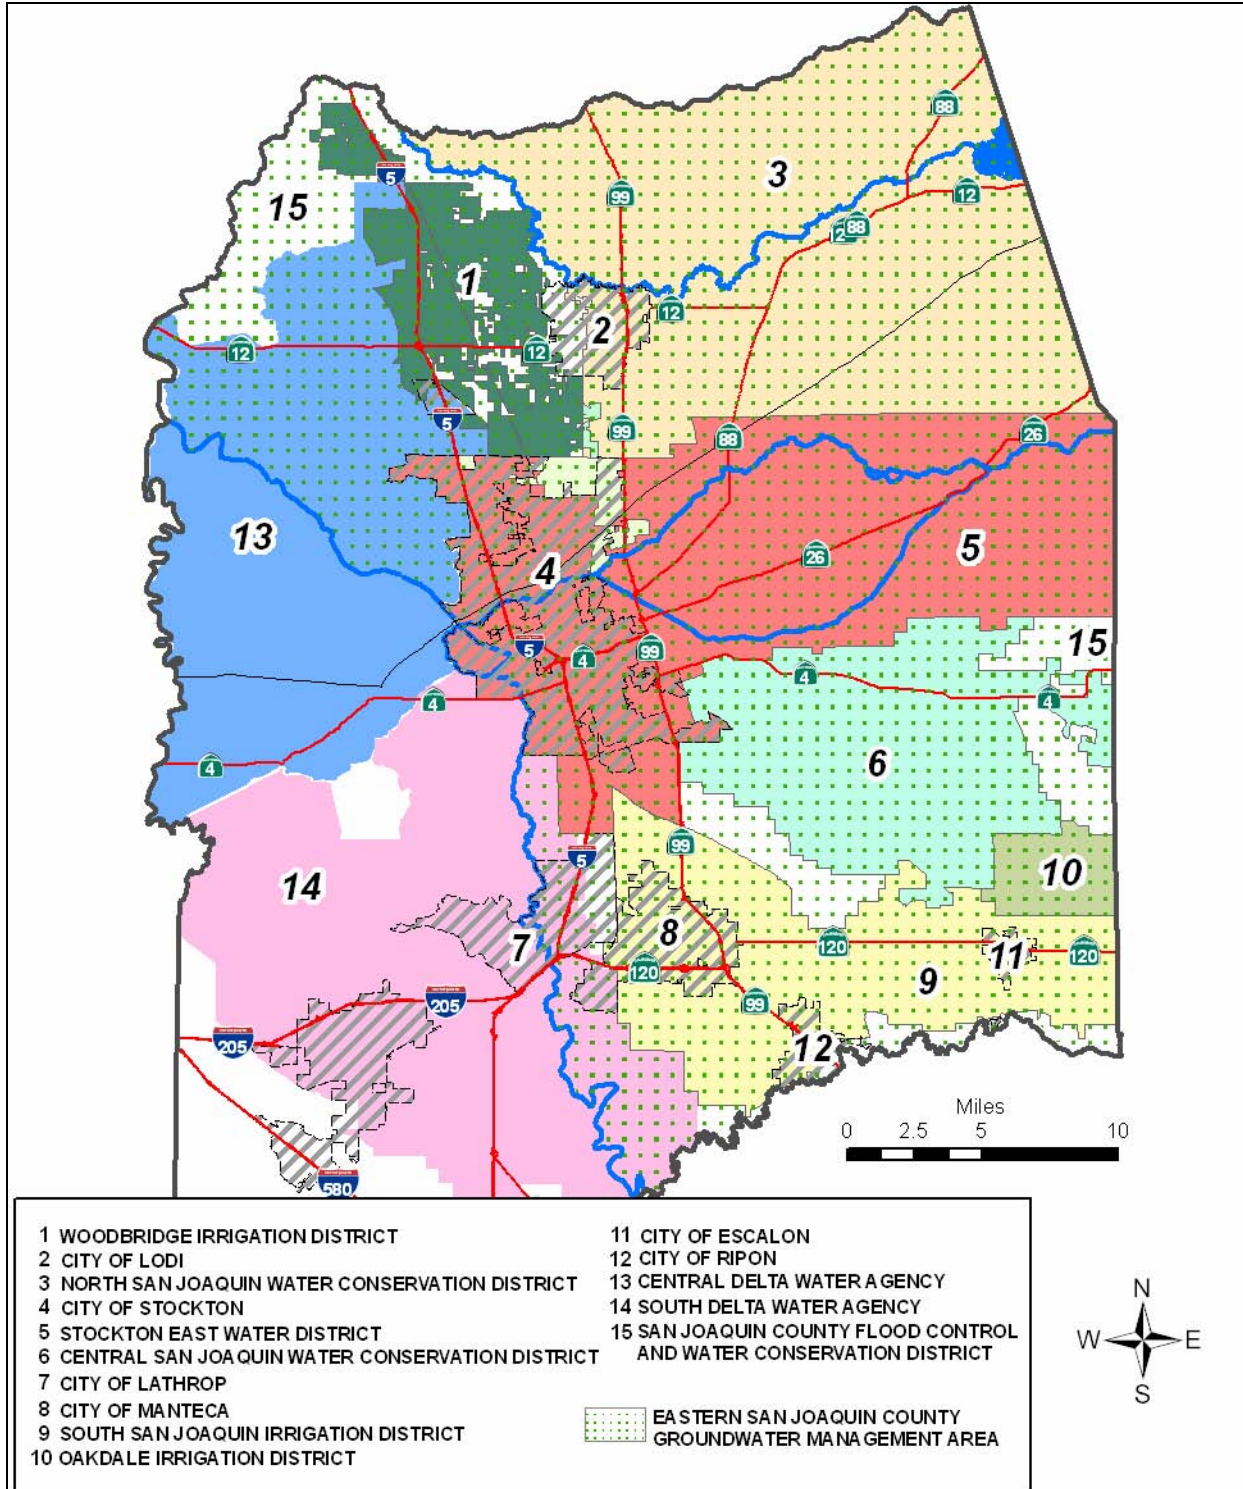 88
5
3
99
12
15
12 88
1
12
2
12
12
5
99
88
26
13
5
26
4
5
99
4
15
4
4
4
4
6
99
5
10
14
8
7
120
11
120
120
9
205
99
205
12
Miles
0 2.5 5 10
580
1 WOODBRIDGE IRRIGATION DISTRICT
2 CITY OF LODI
3 NORTH SAN JOAQUIN WATER CONSERVATION DISTRICT
4 CITY OF STOCKTON
5 STOCKTON EAST WATER DISTRICT
6 CENTRAL SAN JOAQUIN WATER CONSERVATION DISTRICT
7 CITY OF LATHROP
8 CITY OF MANTECA
9 SOUTH SAN JOAQUIN IRRIGATION DISTRICT
10 OAKDALE IRRIGATION DISTRICT
11 CITY OF ESCALON
12 CITY OF RIPON
13 CENTRAL DELTA WATER AGENCY
14 SOUTH DELTA WATER AGENCY
15 SAN JOAQUIN COUNTY FLOOD CONTROL
AND WATER CONSERVATION DISTRICT
EASTERN SAN JOAQUIN COUNTY
GROUNDWATER MANAGEMENT AREA
N
W E
S